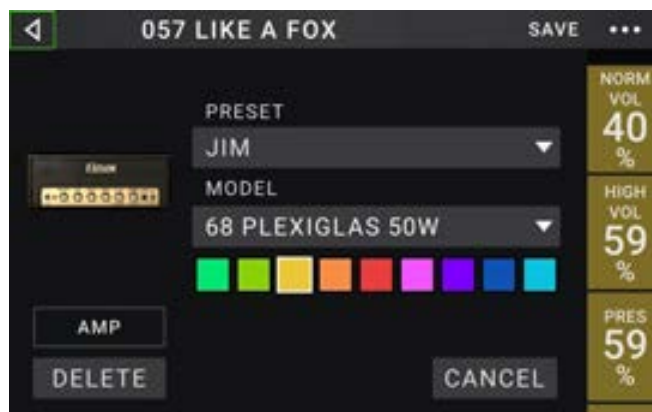 057 LIKE A FOX
SAVE
PRESET
JIM
MODEL
68 PLEXIGLAS 50W
AMP
DELETE
CANCEL
NORM
VOL
40
%
HIGH
VOL
59
%
PRES
59
%